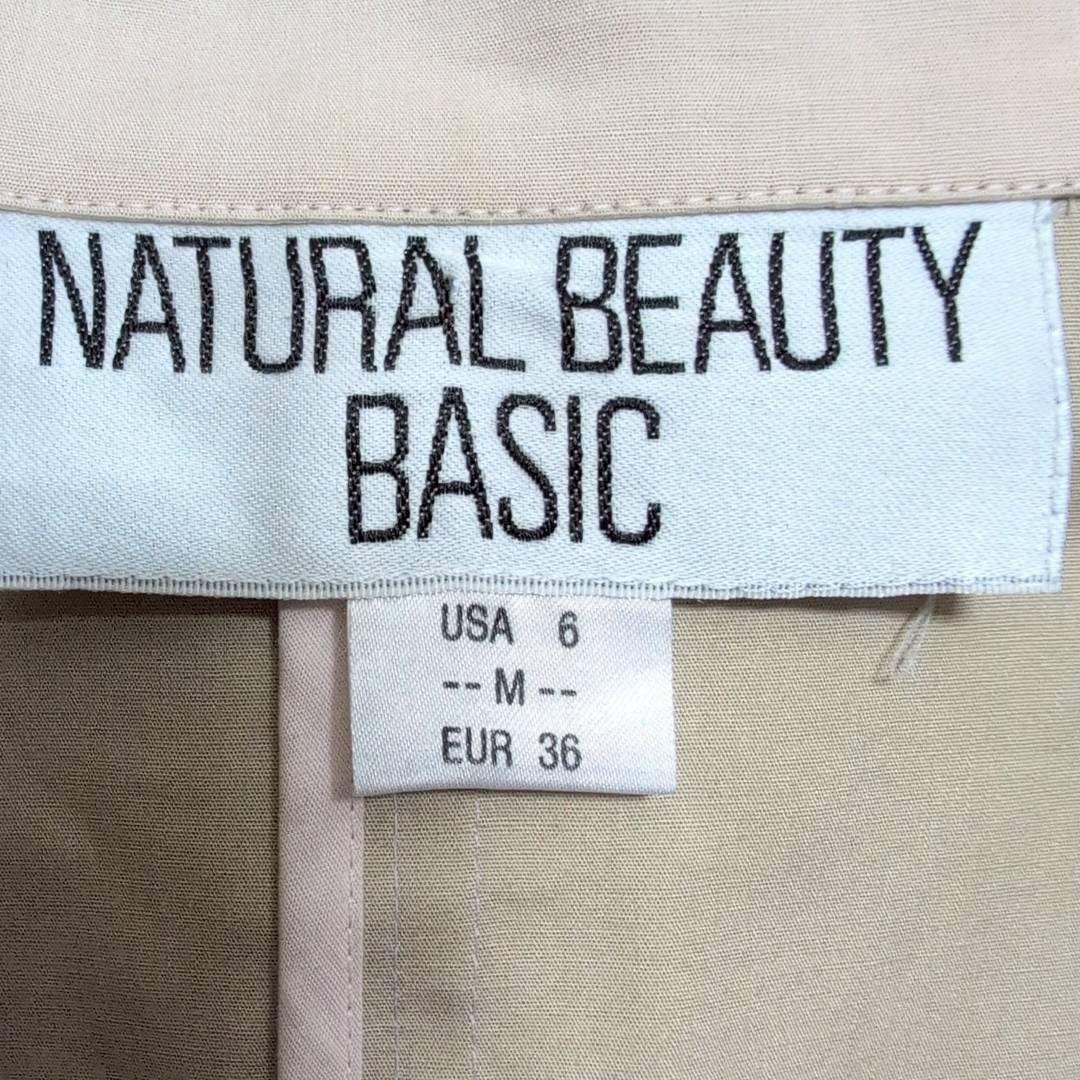 NATURAL BEAUTY
BASIC
USA 6
-- M --
EUR 36